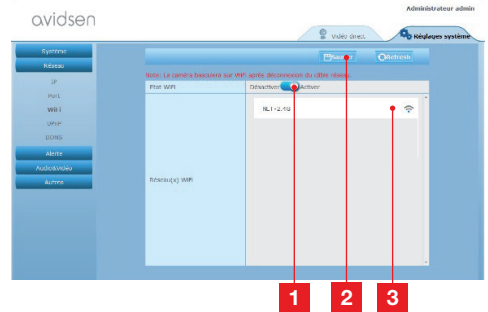 Administrateur admin
avidsen
Vidéo direct
Réglages système
Système
Réseau
IP
Port
WiFi
UPnP
DDNS
Alerte
Audio&Vidéo
Autres
Refresh
Note: La caméra basculera sur WiFi après déconnexion du câble réseau.
Etat WiFi
Désactiver Activer
NET-2.4G
Réseau(x) WiFi
1 2 3